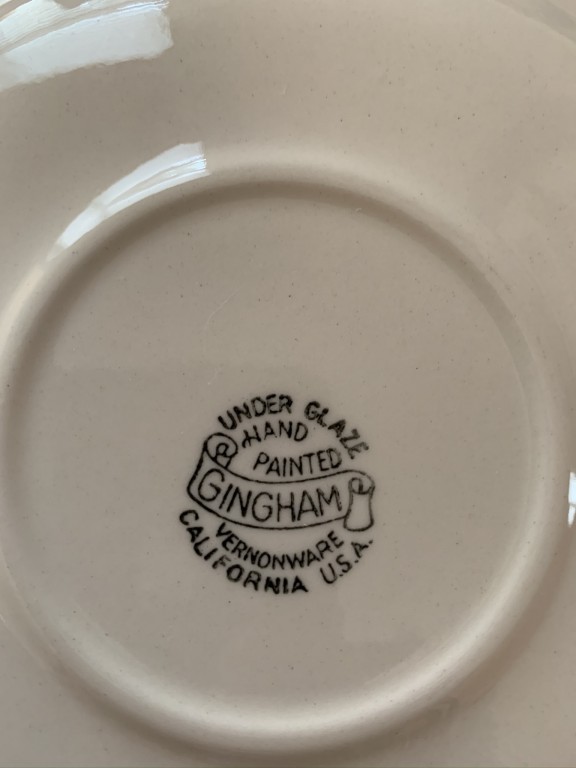 UNDER GLAZE
HAND
PAINTED
GINGHAM
VERNONWARE
CALIFORNIA U.S.A.